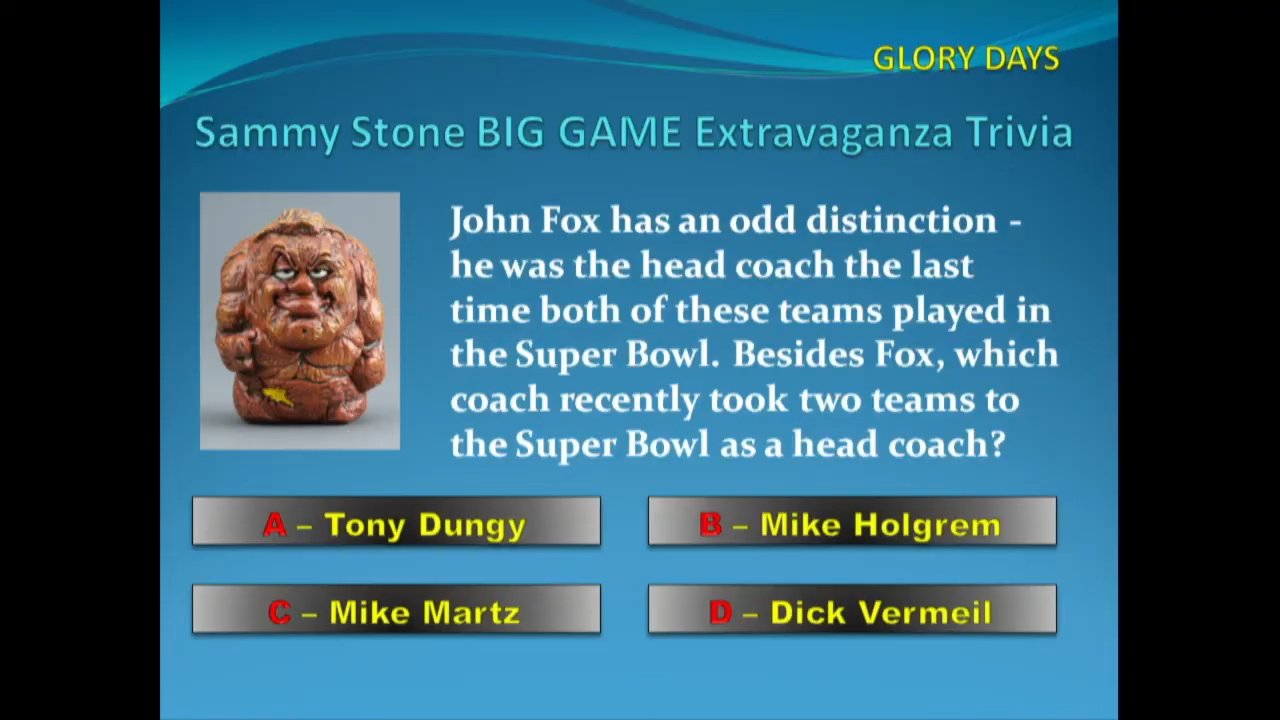 GLORY DAYS
Sammy Stone BIG GAME Extravaganza Trivia
John Fox has an odd distinction -
he was the head coach the last
time both of these teams played in
the Super Bowl. Besides Fox, which
coach recently took two teams to
the Super Bowl as a head coach?
A – Tony Dungy
B – Mike Holgrem
C – Mike Martz
D – Dick Vermeil